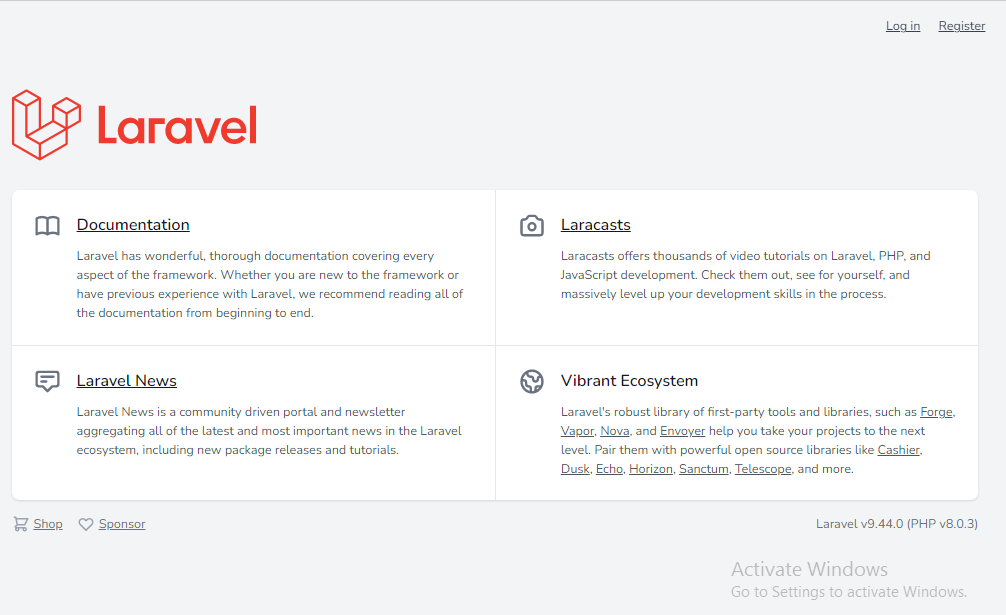 Log in Register
Laravel
Documentation
Laravel has wonderful, thorough documentation covering every
aspect of the framework. Whether you are new to the framework or
have previous experience with Laravel, we recommend reading all of
the documentation from beginning to end.
Laracasts
Laracasts offers thousands of video tutorials on Laravel, PHP, and
JavaScript development. Check them out, see for yourself, and
massively level up your development skills in the process.
Laravel News
Laravel News is a community driven portal and newsletter
aggregating all of the latest and most important news in the Laravel
ecosystem, including new package releases and tutorials.
Vibrant Ecosystem
Laravel's robust library of first-party tools and libraries, such as Forge,
Vapor, Nova, and Envoyer help you take your projects to the next
level. Pair them with powerful open source libraries like Cashier,
Dusk, Echo, Horizon, Sanctum, Telescope, and more.
Shop Sponsor
Laravel v9.44.0 (PHP v8.0.3)
Activate Windows
Go to Settings to activate Windows.